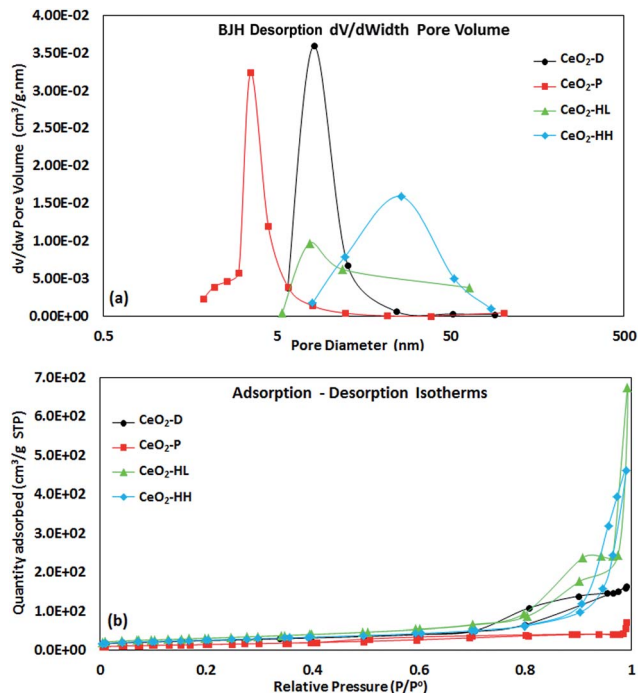 BJH Desorption dV/dWidth Pore Volume
dv/dw Pore Volume (cm³/g.nm)
4.00E-02
3.50E-02
3.00E-02
2.50E-02
2.00E-02
1.50E-02
1.00E-02
5.00E-03
0.00E+00
CeO₂-D
CeO₂-P
CeO₂-HL
CeO₂-HH
(a)
0.5 5 50 500
Pore Diameter (nm)
Adsorption - Desorption Isotherms
Quantity adsorbed (cm³/g STP)
7.0E+02
6.0E+02
5.0E+02
4.0E+02
3.0E+02
2.0E+02
1.0E+02
0.0E+00
CeO₂-D
CeO₂-P
CeO₂-HL
CeO₂-HH
(b)
0 0.2 0.4 0.6 0.8 1
Relative Pressure (P/P°)